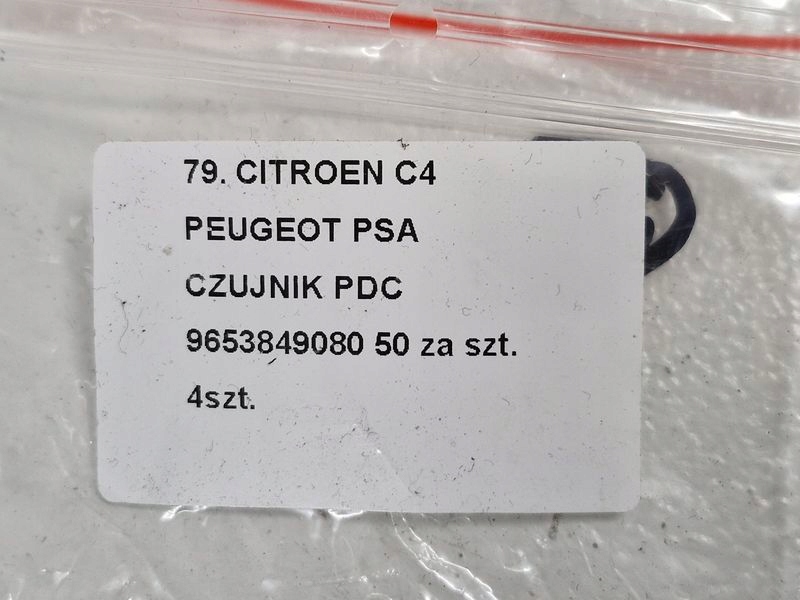 79. CITROEN C4
PEUGEOT PSA
CZUJNIK PDC
9653849080 50 za szt.
4szt.